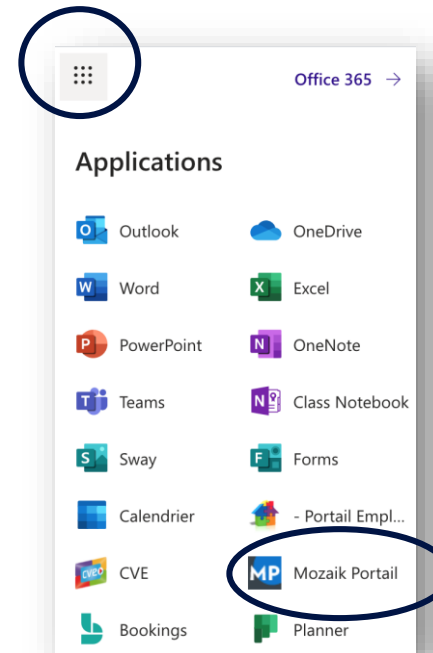 Office 365 →
Applications
Outlook OneDrive
Word Excel
PowerPoint OneNote
Teams Class Notebook
Sway Forms
Calendrier - Portail Empl...
CVE Mozaik Portail
Bookings Planner